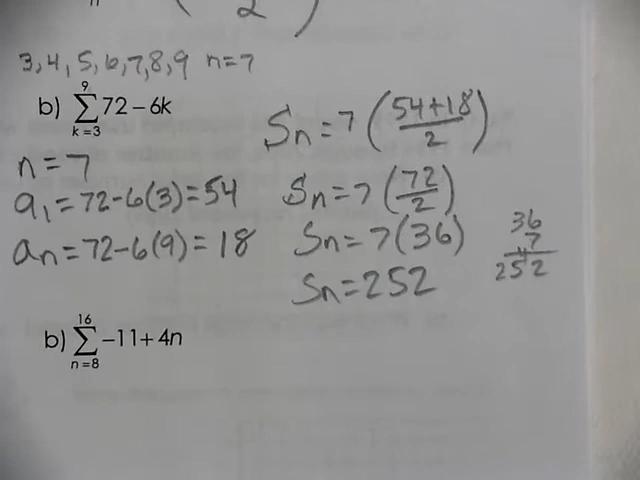 n 2 )
3, 4, 5, 6, 7, 8, 9 n=7
b) 9 ∑ k=3 72 – 6k
Sn = 7 ( 54+18 / 2 )
n = 7
a1 = 72-6(3) = 54
Sn = 7 ( 72 / 2 )
an = 72-6(9) = 18
Sn = 7 (36)
36
7
252
Sn = 252
b) 16 ∑ n=8 –11+ 4n